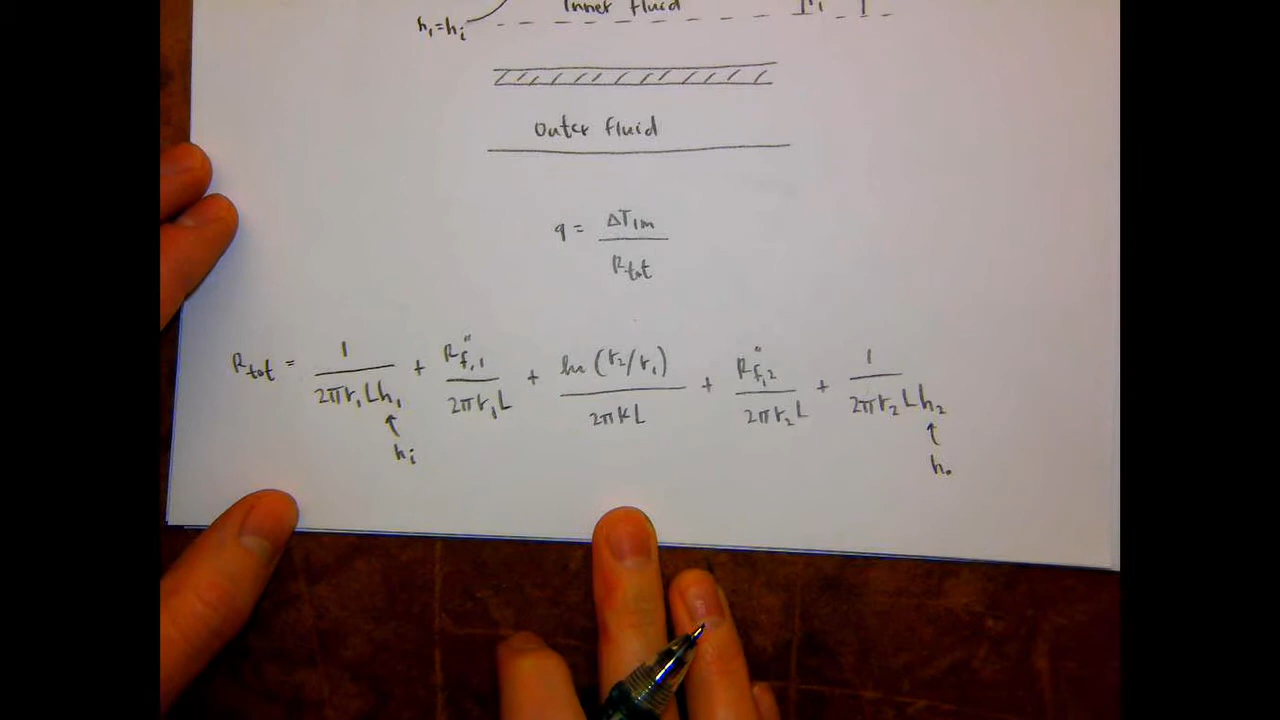 Inner fluid
h₁=hᵢ
r₁
Outer fluid
q = ΔT_lm / R_tot
R_tot = 1/(2πr₁Lh₁) + R″_f,1/(2πr₁L) + ln(r₂/r₁)/(2πkL) + R″_f,2/(2πr₂L) + 1/(2πr₂Lh₂)
↑ ↑
hᵢ hₒ